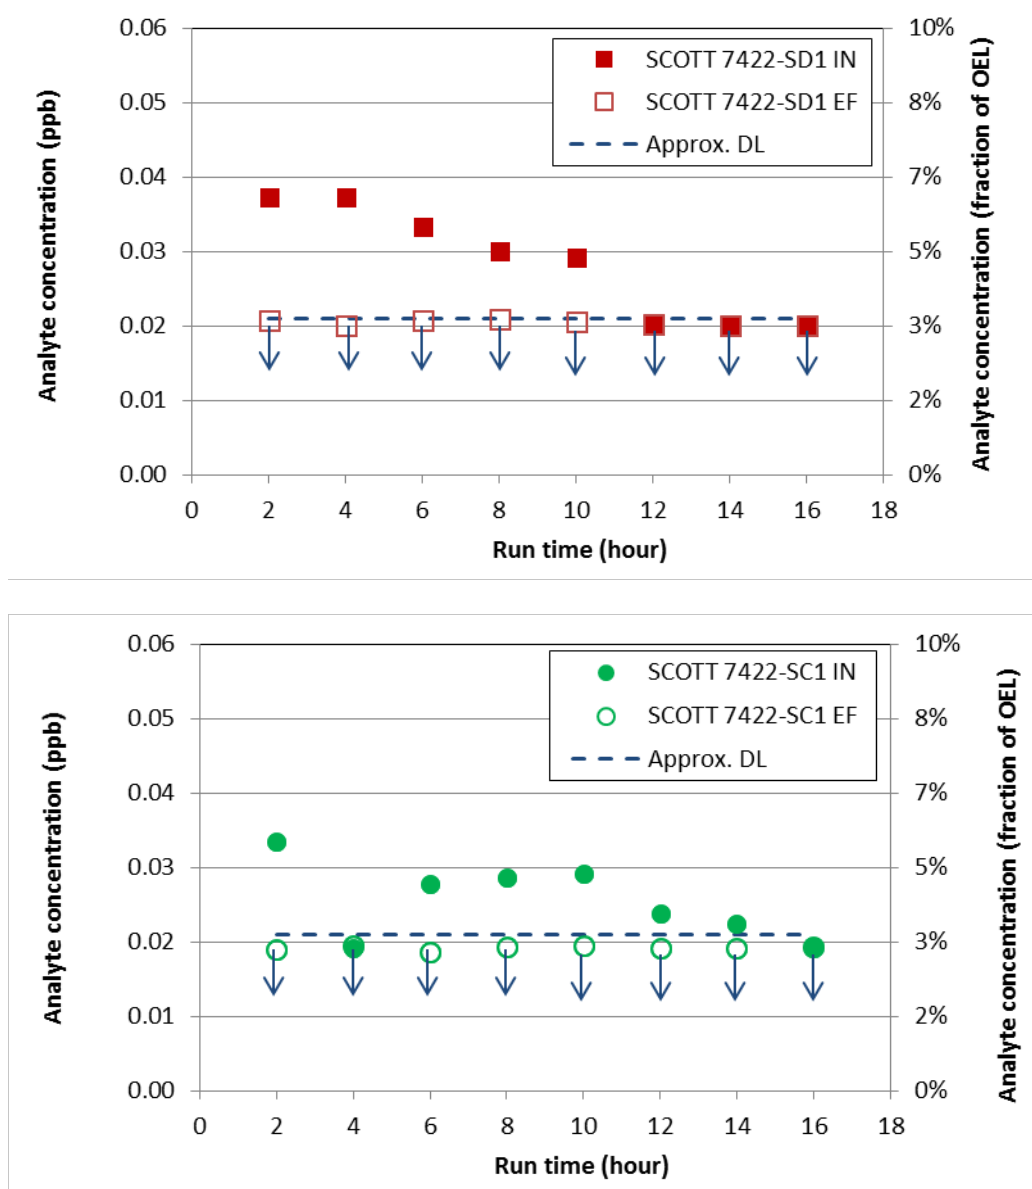 0.06
0.05
0.04
0.03
0.02
0.01
0.00
Analyte concentration (ppb)
SCOTT 7422-SD1 IN
SCOTT 7422-SD1 EF
Approx. DL
10%
8%
7%
5%
3%
2%
0%
Analyte concentration (fraction of OEL)
0 2 4 6 8 10 12 14 16 18
Run time (hour)
0.06
0.05
0.04
0.03
0.02
0.01
0.00
Analyte concentration (ppb)
SCOTT 7422-SC1 IN
SCOTT 7422-SC1 EF
Approx. DL
10%
8%
7%
5%
3%
2%
0%
Analyte concentration (fraction of OEL)
0 2 4 6 8 10 12 14 16 18
Run time (hour)